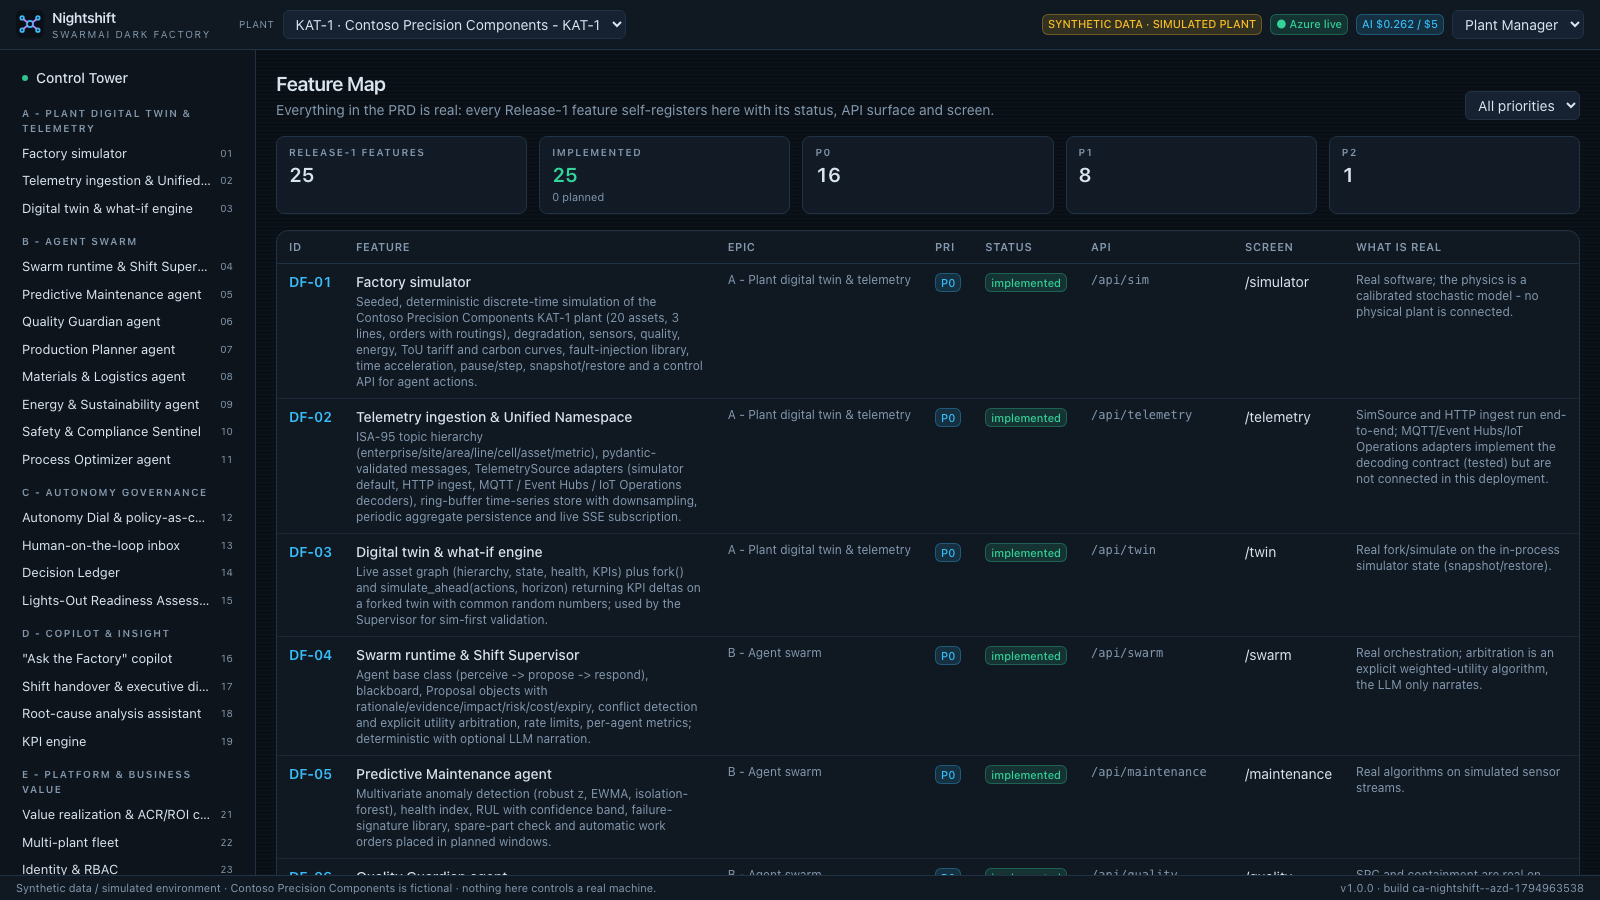 Nightshift
SWARMAI DARK FACTORY
PLANT
KAT-1 · Contoso Precision Components - KAT-1
SYNTHETIC DATA · SIMULATED PLANT
Azure live
AI $0.262 / $5
Plant Manager
Control Tower
A - PLANT DIGITAL TWIN &
TELEMETRY
Factory simulator 01
Telemetry ingestion & Unified... 02
Digital twin & what-if engine 03
B - AGENT SWARM
Swarm runtime & Shift Super... 04
Predictive Maintenance agent 05
Quality Guardian agent 06
Production Planner agent 07
Materials & Logistics agent 08
Energy & Sustainability agent 09
Safety & Compliance Sentinel 10
Process Optimizer agent 11
C - AUTONOMY GOVERNANCE
Autonomy Dial & policy-as-c... 12
Human-on-the-loop inbox 13
Decision Ledger 14
Lights-Out Readiness Assess... 15
D - COPILOT & INSIGHT
"Ask the Factory" copilot 16
Shift handover & executive di... 17
Root-cause analysis assistant 18
KPI engine 19
E - PLATFORM & BUSINESS
VALUE
Value realization & ACR/ROI c... 21
Multi-plant fleet 22
Identity & RBAC 23
Feature Map
Everything in the PRD is real: every Release-1 feature self-registers here with its status, API surface and screen.
All priorities
RELEASE-1 FEATURES
25
IMPLEMENTED
25
0 planned
P0
16
P1
8
P2
1
ID FEATURE EPIC PRI STATUS API SCREEN WHAT IS REAL
DF-01 Factory simulator A - Plant digital twin & telemetry P0 implemented /api/sim /simulator
Seeded, deterministic discrete-time simulation of the
Contoso Precision Components KAT-1 plant (20 assets, 3
lines, orders with routings), degradation, sensors, quality,
energy, ToU tariff and carbon curves, fault-injection library,
time acceleration, pause/step, snapshot/restore and a control
API for agent actions.
Real software; the physics is a
calibrated stochastic model - no
physical plant is connected.
DF-02 Telemetry ingestion & Unified Namespace A - Plant digital twin & telemetry P0 implemented /api/telemetry /telemetry
ISA-95 topic hierarchy
(enterprise/site/area/line/cell/asset/metric), pydantic-
validated messages, TelemetrySource adapters (simulator
default, HTTP ingest, MQTT / Event Hubs / IoT Operations
decoders), ring-buffer time-series store with downsampling,
periodic aggregate persistence and live SSE subscription.
SimSource and HTTP ingest run end-
to-end; MQTT/Event Hubs/IoT
Operations adapters implement the
decoding contract (tested) but are
not connected in this deployment.
DF-03 Digital twin & what-if engine A - Plant digital twin & telemetry P0 implemented /api/twin /twin
Live asset graph (hierarchy, state, health, KPIs) plus fork()
and simulate_ahead(actions, horizon) returning KPI deltas on
a forked twin with common random numbers; used by the
Supervisor for sim-first validation.
Real fork/simulate on the in-process
simulator state (snapshot/restore).
DF-04 Swarm runtime & Shift Supervisor B - Agent swarm P0 implemented /api/swarm /swarm
Agent base class (perceive -> propose -> respond),
blackboard, Proposal objects with
rationale/evidence/impact/risk/cost/expiry, conflict detection
and explicit utility arbitration, rate limits, per-agent metrics;
deterministic with optional LLM narration.
Real orchestration; arbitration is an
explicit weighted-utility algorithm,
the LLM only narrates.
DF-05 Predictive Maintenance agent B - Agent swarm P0 implemented /api/maintenance /maintenance
Multivariate anomaly detection (robust z, EWMA, isolation-
forest), health index, RUL with confidence band, failure-
signature library, spare-part check and automatic work
orders placed in planned windows.
Real algorithms on simulated sensor
streams.
Synthetic data / simulated environment · Contoso Precision Components is fictional · nothing here controls a real machine.
v1.0.0 · build ca-nightshift--azd-1794963538